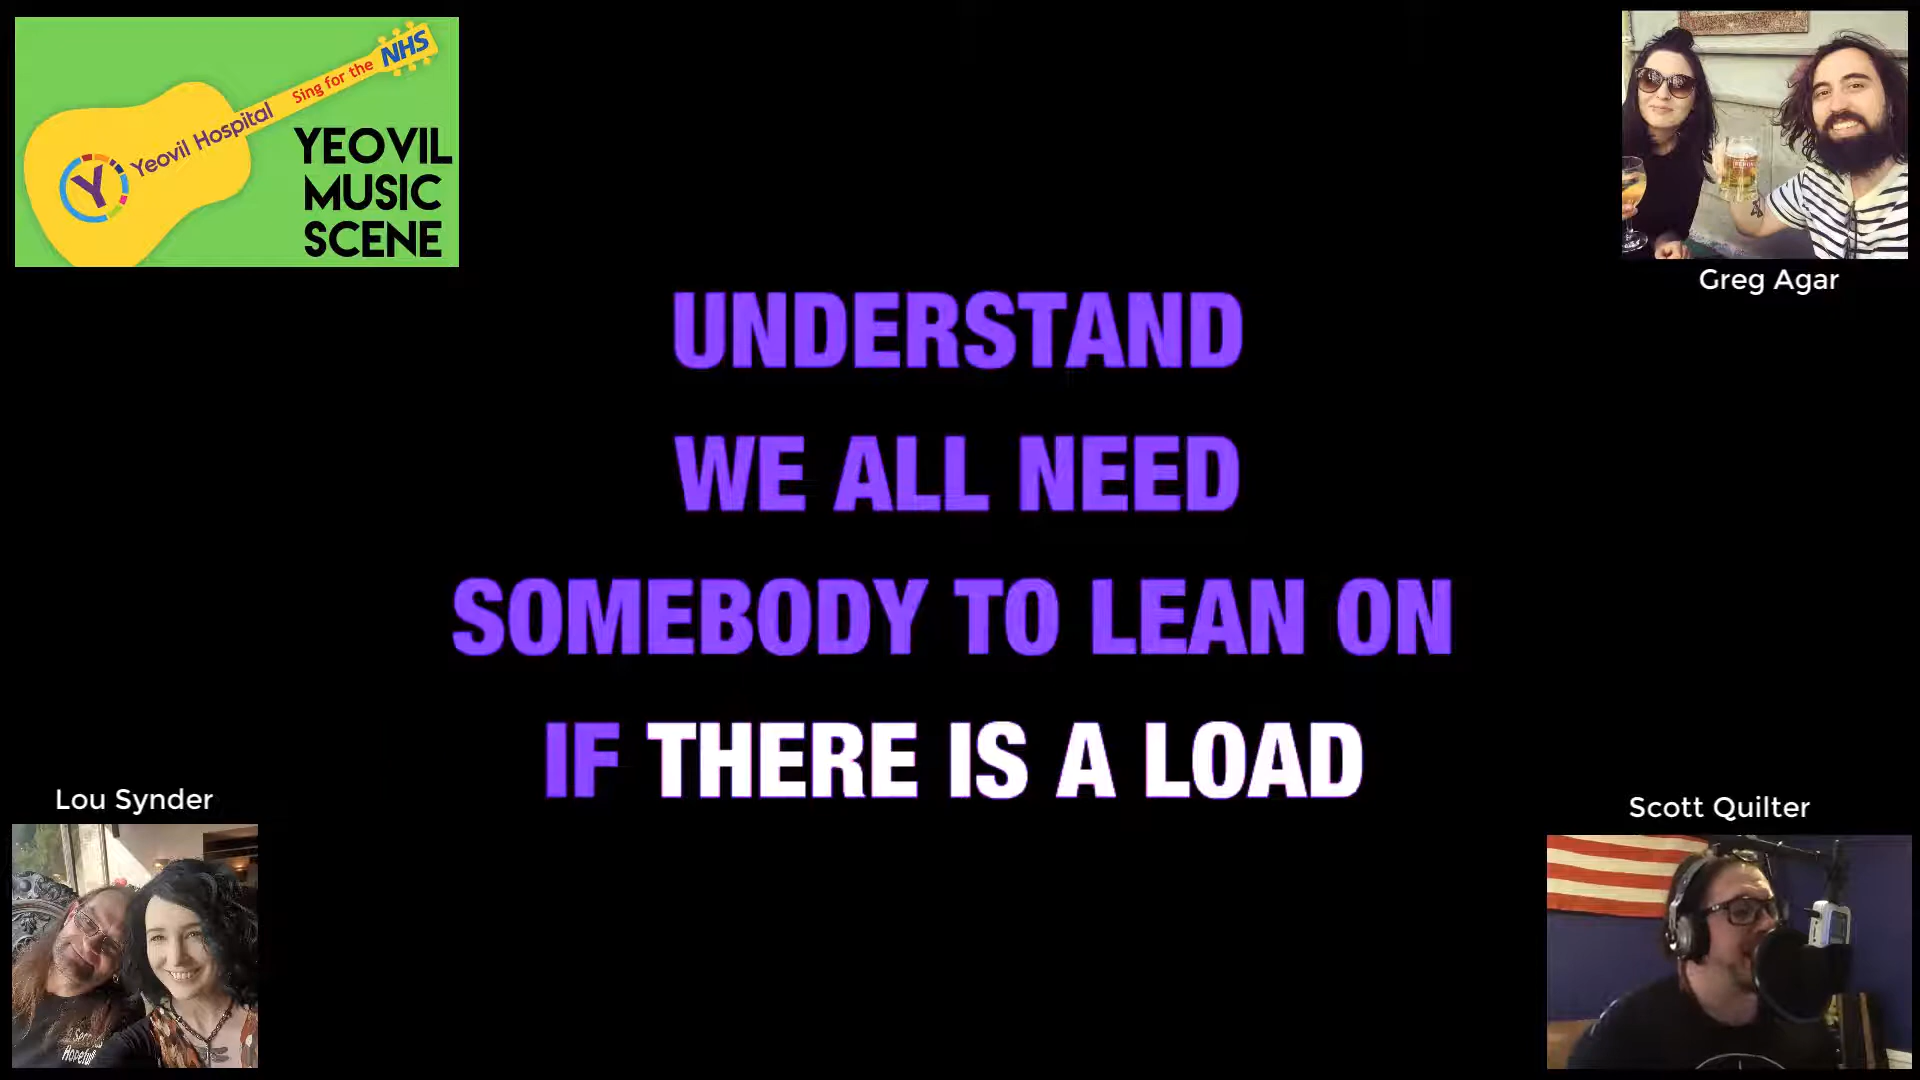 Yeovil Hospital Sing for the NHS
Y
YEOVIL
MUSIC
SCENE
Greg Agar
UNDERSTAND
WE ALL NEED
SOMEBODY TO LEAN ON
IF THERE IS A LOAD
Lou Synder
Scott Quilter
Hopeful